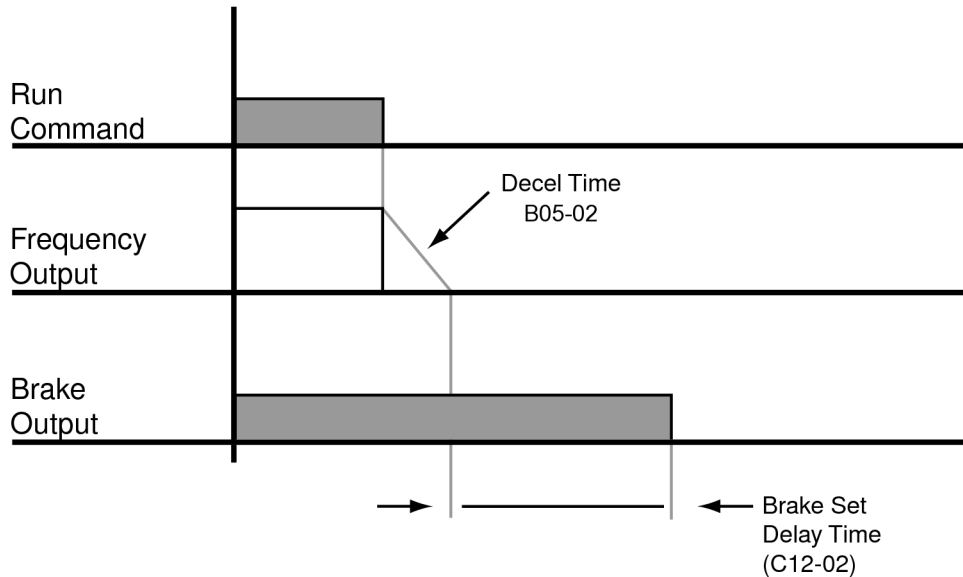 Run
Command
Decel Time
B05-02
Frequency
Output
Brake
Output
Brake Set
Delay Time
(C12-02)